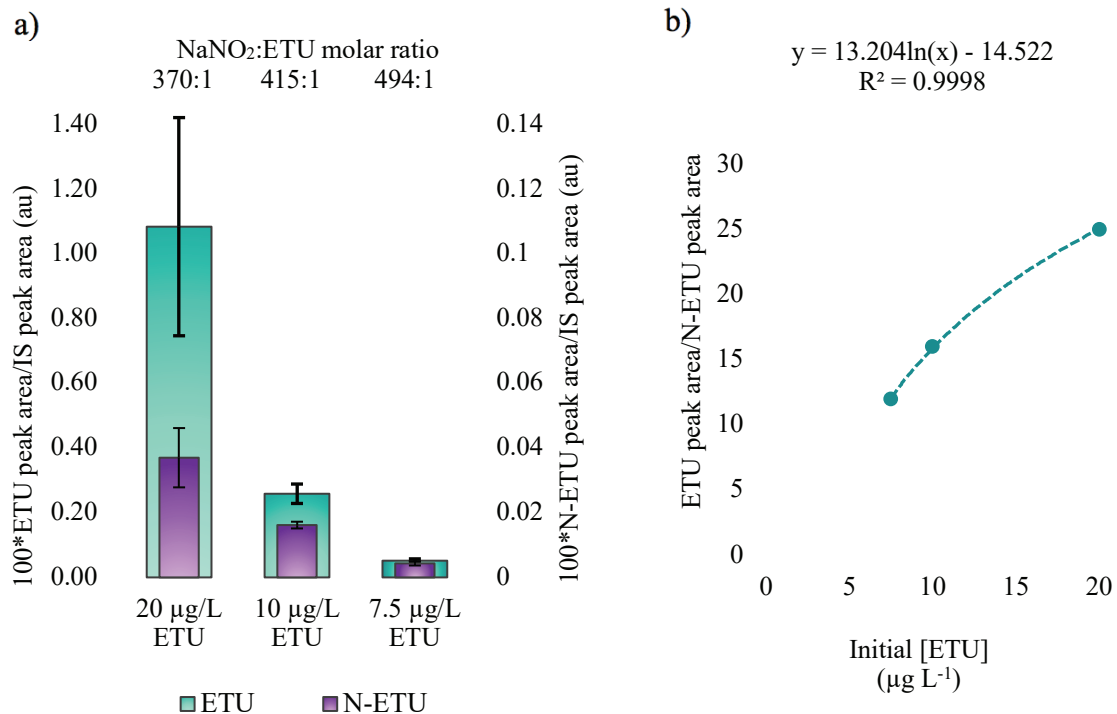 a)
NaNO₂:ETU molar ratio
370:1 415:1 494:1
100*ETU peak area/IS peak area (au)
1.40
1.20
1.00
0.80
0.60
0.40
0.20
0.00
100*N-ETU peak area/IS peak area (au)
0.14
0.12
0.1
0.08
0.06
0.04
0.02
0
20 µg/L 10 µg/L 7.5 µg/L
ETU ETU ETU
ETU N-ETU
b)
y = 13.204ln(x) - 14.522
R² = 0.9998
ETU peak area/N-ETU peak area
30
25
20
15
10
5
0
0 5 10 15 20
Initial [ETU]
(µg L⁻¹)